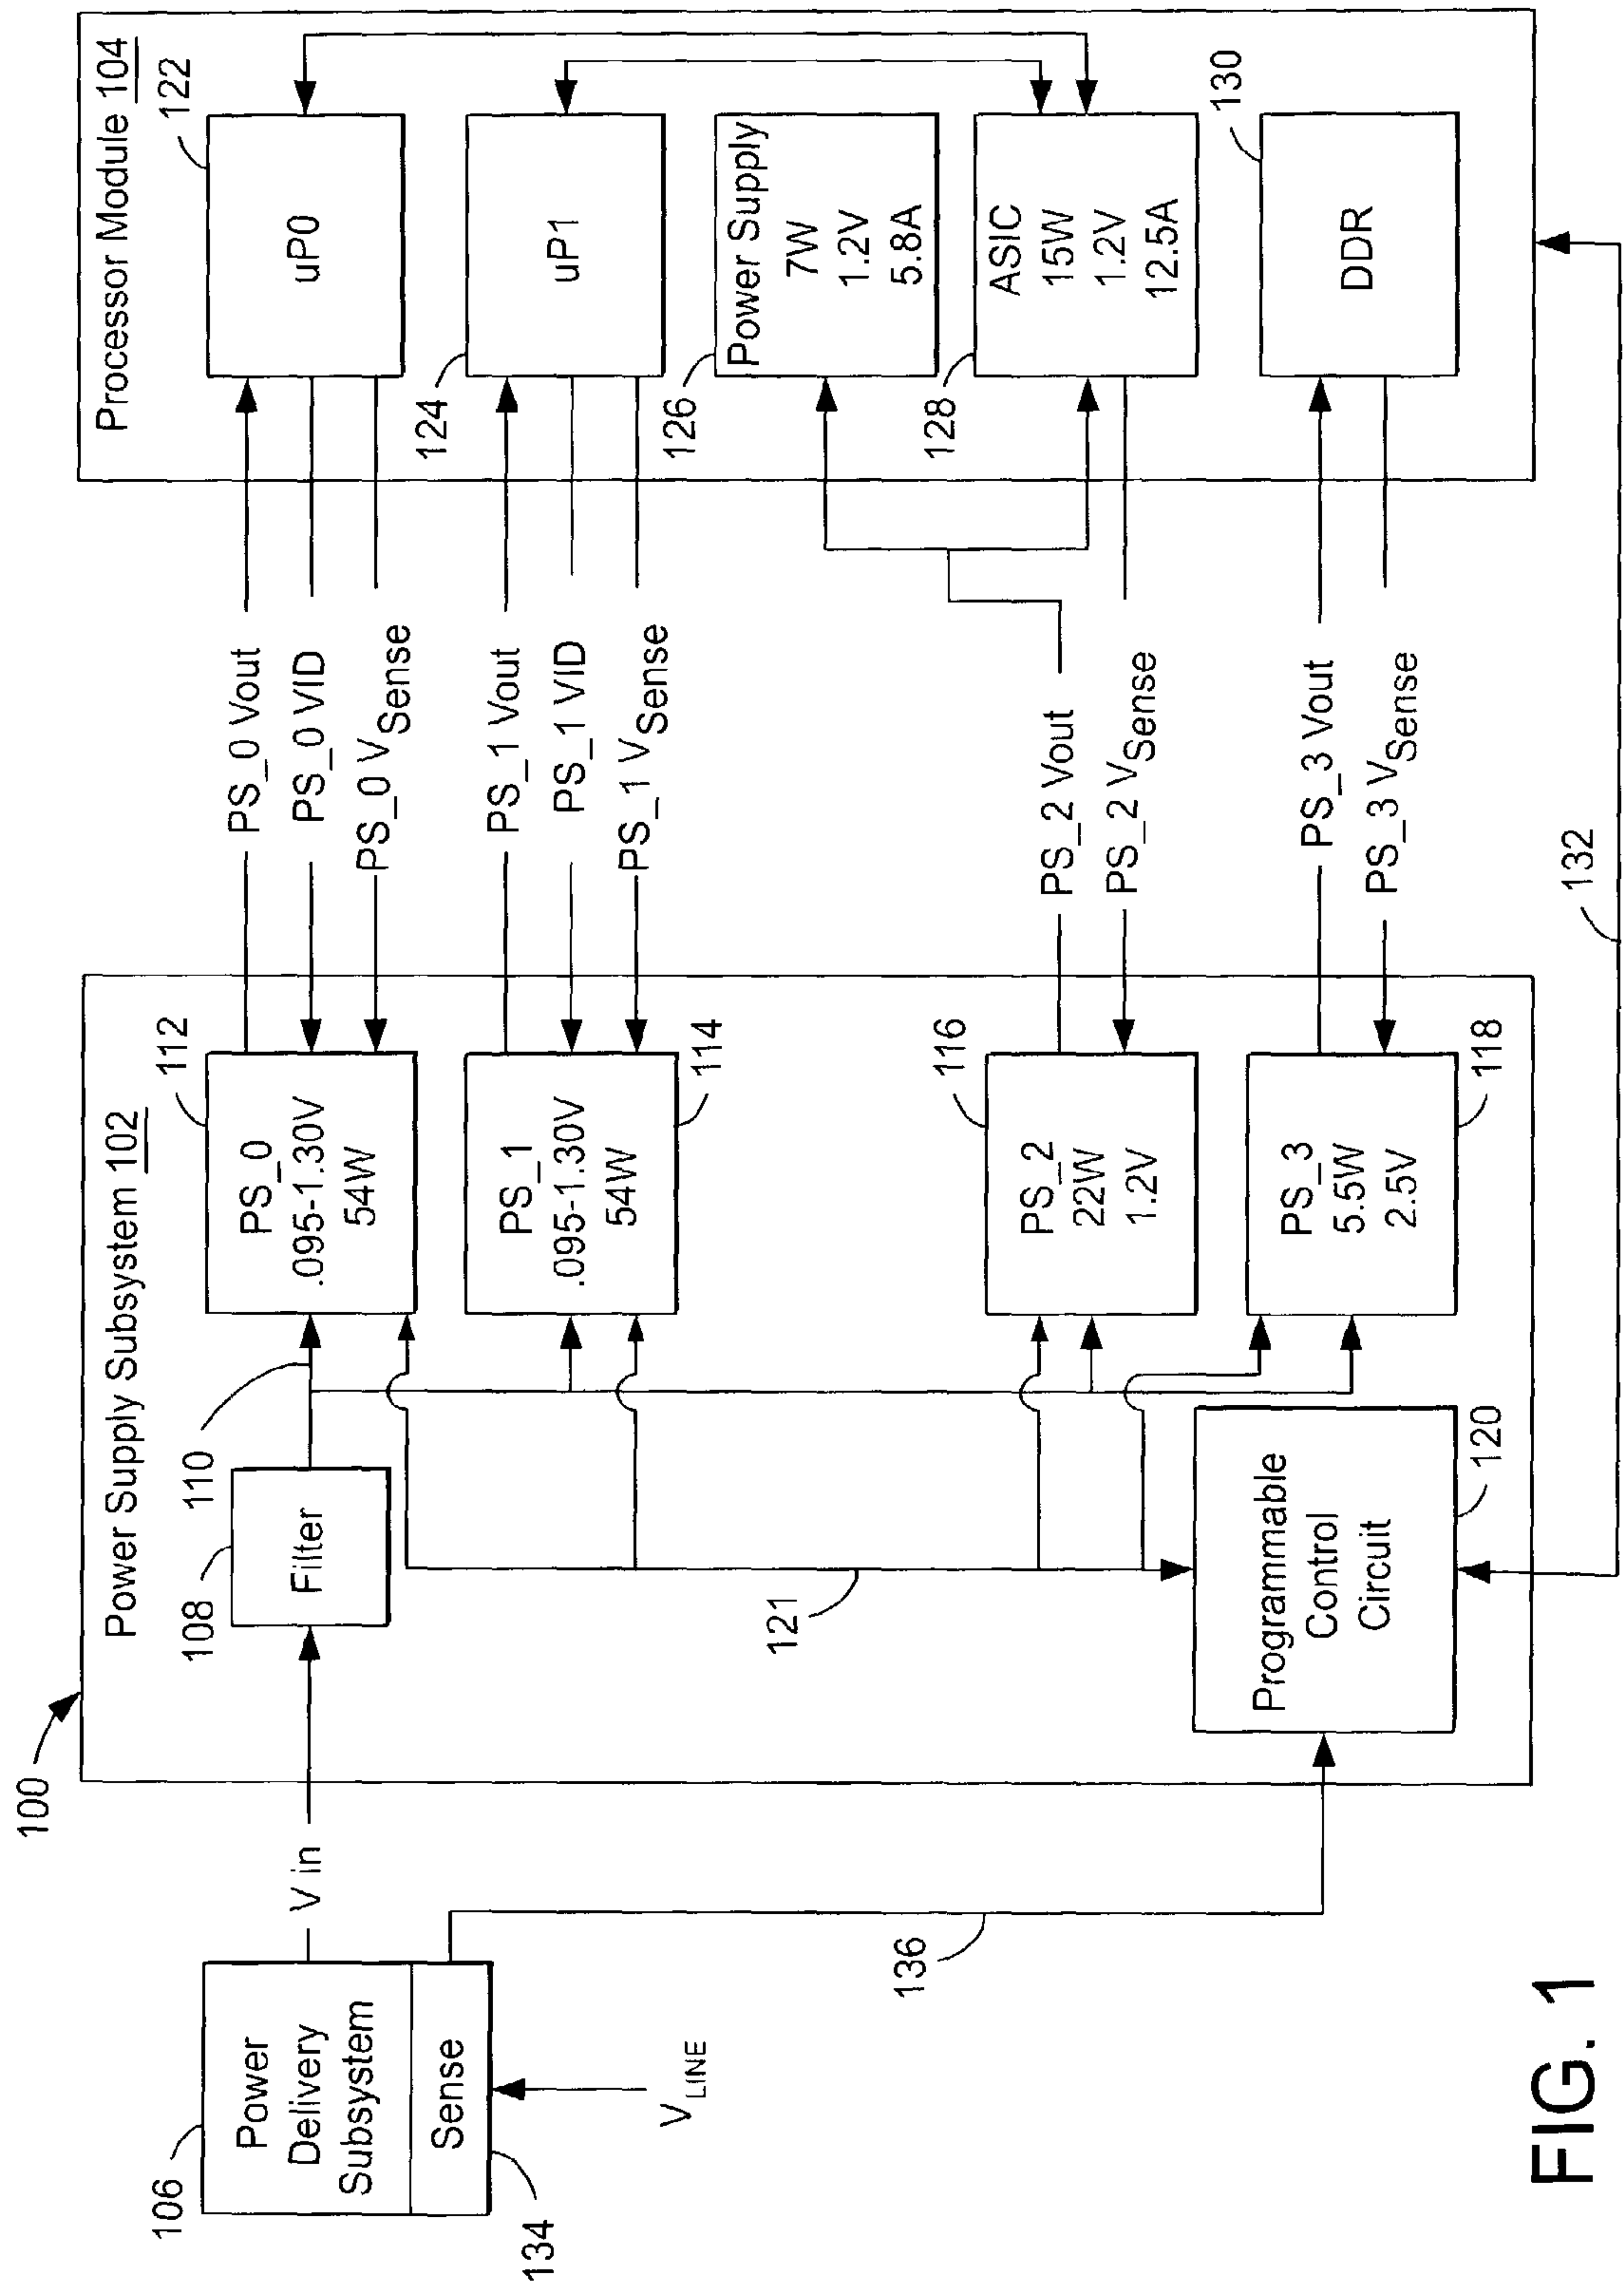 100
Power Supply Subsystem 102
Processor Module 104
106
Power
Delivery
Subsystem
Sense
134
V LINE
V in
136
108
Filter
110
112
PS_0
.095-1.30V
54W
PS_1
.095-1.30V
54W
114
116
PS_2
22W
1.2V
PS_3
5.5W
2.5V
118
121
Programmable
Control
Circuit
120
PS_0 Vout
PS_0 VID
PS_0 VSense
PS_1 Vout
PS_1 VID
PS_1 VSense
PS_2 Vout
PS_2 VSense
PS_3 Vout
PS_3 VSense
132
122
uP0
124
uP1
126
Power Supply
7W
1.2V
5.8A
128
ASIC
15W
1.2V
12.5A
130
DDR
FIG. 1